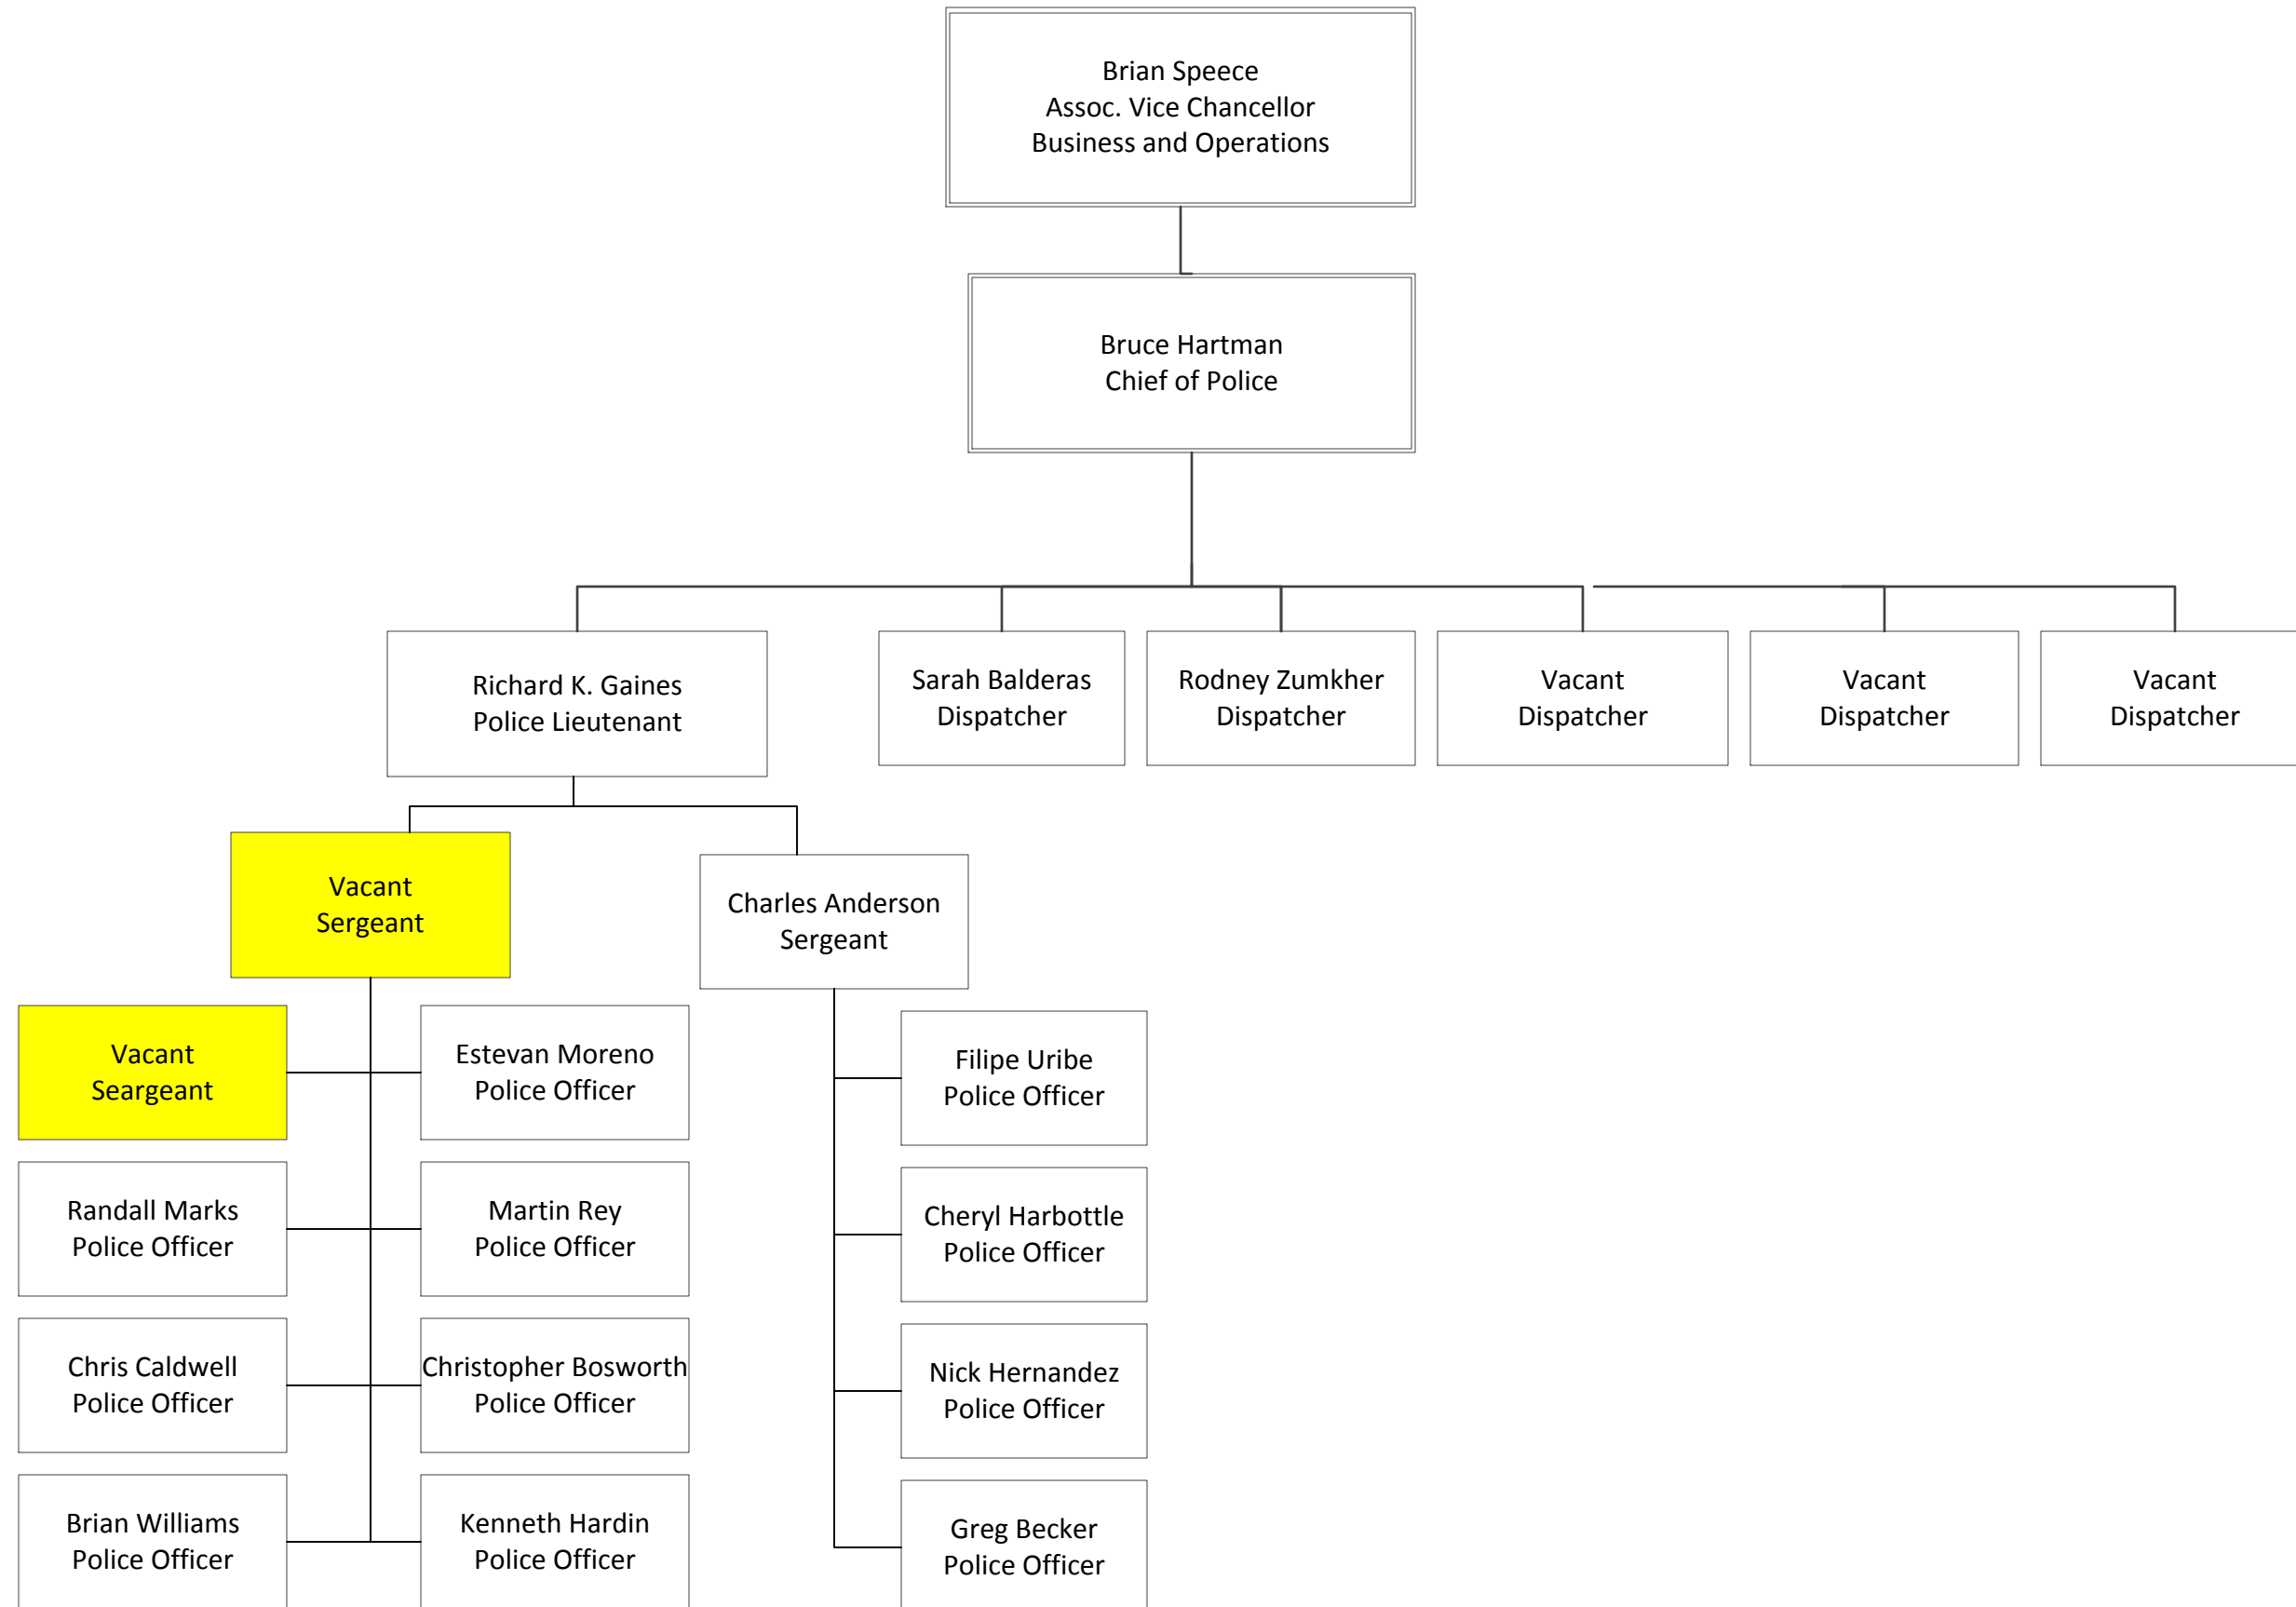 Brian Speece
Assoc. Vice Chancellor
Business and Operations
Bruce Hartman
Chief of Police
Richard K. Gaines
Police Lieutenant
Sarah Balderas
Dispatcher
Rodney Zumkher
Dispatcher
Vacant
Dispatcher
Vacant
Dispatcher
Vacant
Dispatcher
Vacant
Sergeant
Charles Anderson
Sergeant
Vacant
Seargeant
Estevan Moreno
Police Officer
Filipe Uribe
Police Officer
Randall Marks
Police Officer
Martin Rey
Police Officer
Cheryl Harbottle
Police Officer
Chris Caldwell
Police Officer
Christopher Bosworth
Police Officer
Nick Hernandez
Police Officer
Brian Williams
Police Officer
Kenneth Hardin
Police Officer
Greg Becker
Police Officer